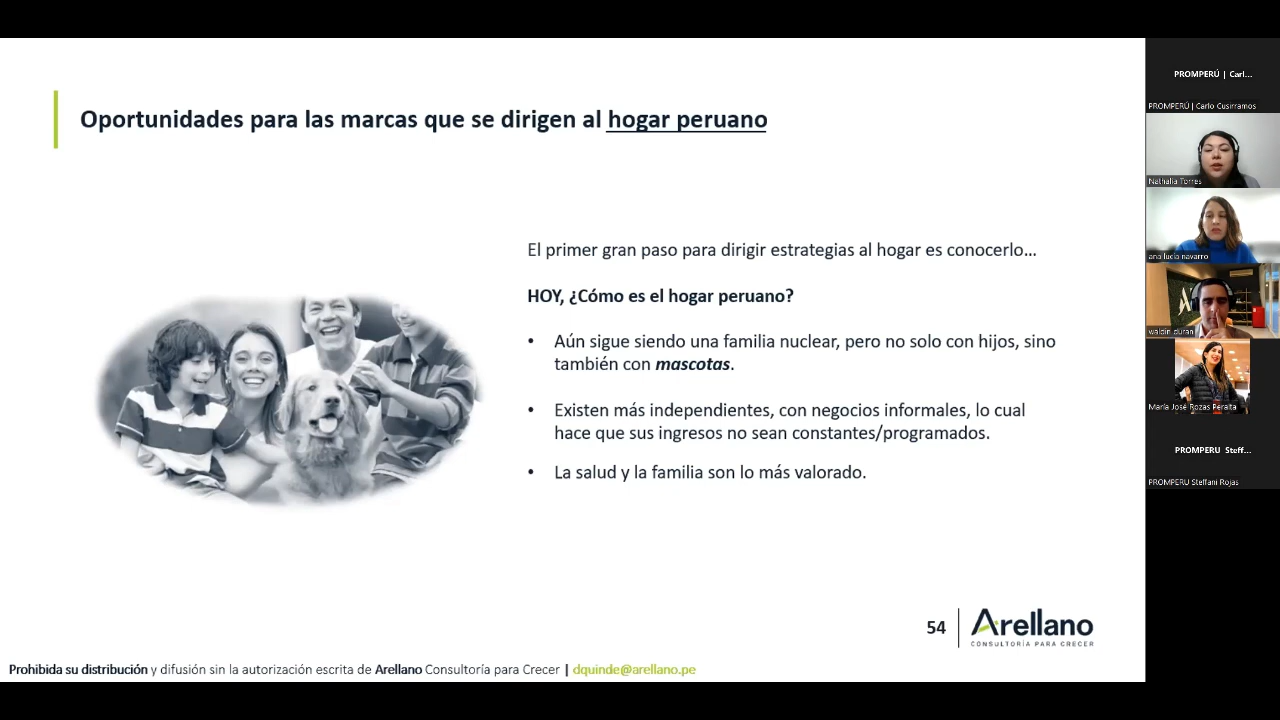 Oportunidades para las marcas que se dirigen al hogar peruano
El primer gran paso para dirigir estrategias al hogar es conocerlo...
HOY, ¿Cómo es el hogar peruano?
• Aún sigue siendo una familia nuclear, pero no solo con hijos, sino
también con mascotas.
• Existen más independientes, con negocios informales, lo cual
hace que sus ingresos no sean constantes/programados.
• La salud y la familia son lo más valorado.
54
Arellano
CONSULTORÍA PARA CRECER
Prohibida su distribución y difusión sin la autorización escrita de Arellano Consultoría para Crecer | dquinde@arellano.pe
PROMPERÚ | Carl...
PROMPERÚ | Carlo Cusirramos
Nathalia Torres
ana lucía navarro
waldin duran
María José Rozas Peralta
PROMPERU Steff...
PROMPERU Steffani Rojas